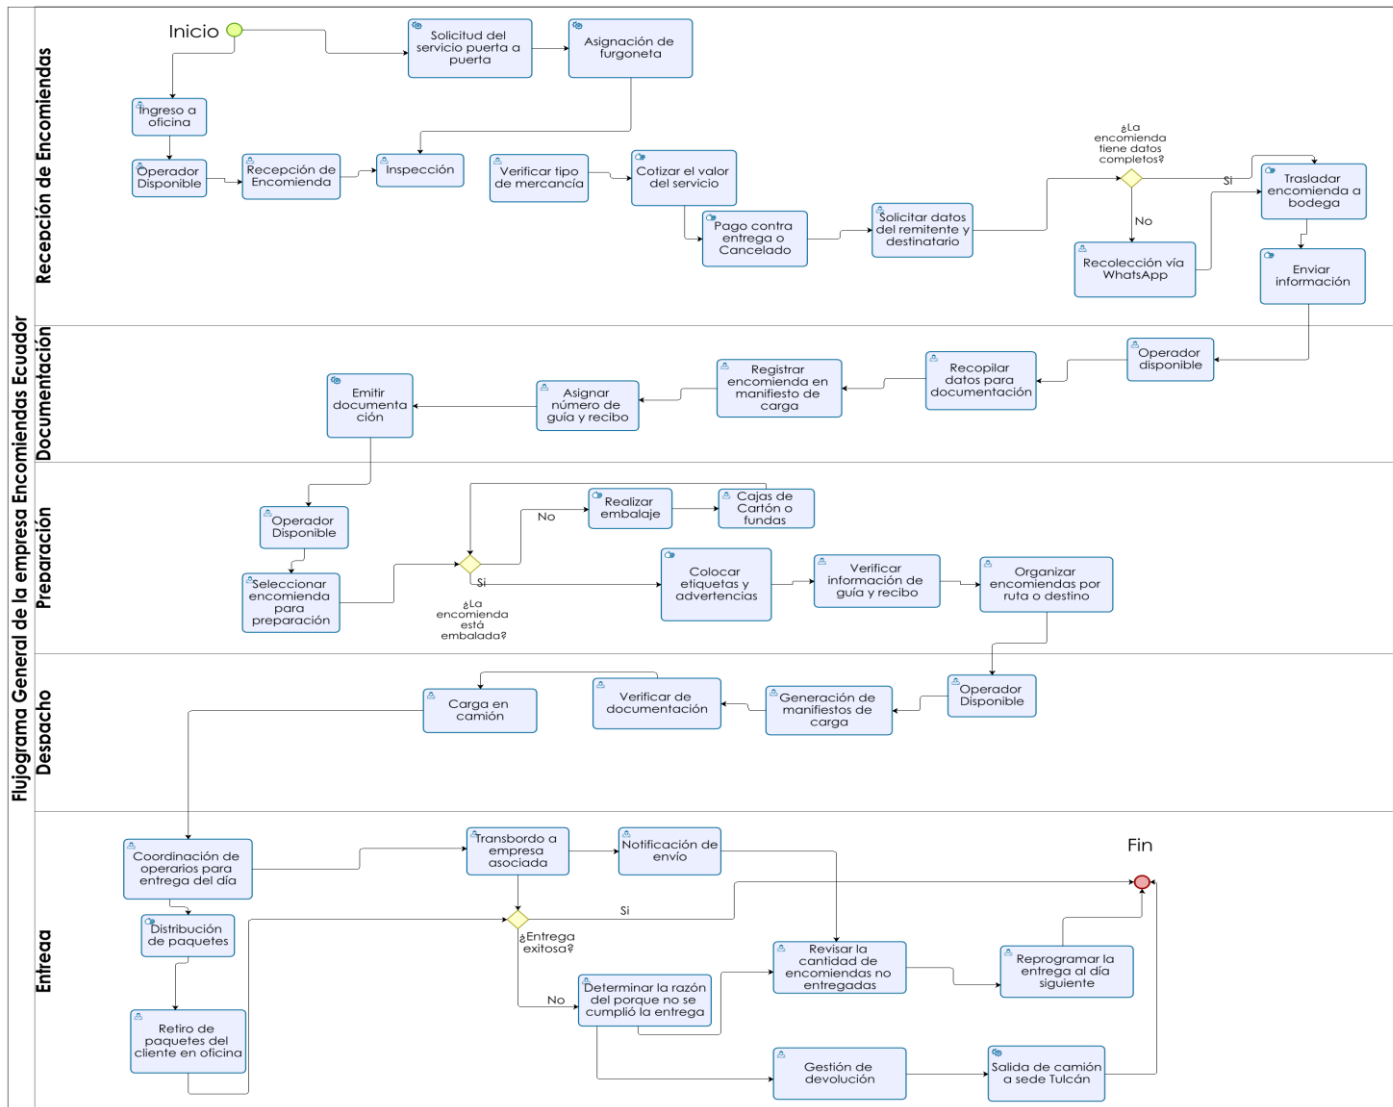 Flujograma General de la empresa Encomiendas Ecuador
Recepción de Encomiendas
Inicio
Solicitud del
servicio puerta a
puerta
Asignación de
furgoneta
Ingreso a
oficina
Operador
Disponible
Recepción de
Encomienda
Inspección
Verificar tipo
de mercancía
Cotizar el valor
del servicio
Pago contra
entrega o
Cancelado
Solicitar datos
del remitente y
destinatario
¿La
encomienda
tiene datos
completos?
Si
No
Recolección vía
WhatsApp
Trasladar
encomienda a
bodega
Enviar
información
Documentación
Operador
disponible
Recopilar
datos para
documentación
Registrar
encomienda en
manifiesto de
carga
Asignar
número de
guía y recibo
Emitir
documenta
ción
Preparación
Operador
Disponible
Seleccionar
encomienda
para
preparación
¿La
encomienda
está
embalada?
No
Realizar
embalaje
Cajas de
Cartón o
fundas
Si
Colocar
etiquetas y
advertencias
Verificar
información de
guía y recibo
Organizar
encomiendas por
ruta o destino
Despacho
Operador
Disponible
Generación de
manifiestos de
carga
Verificar de
documentación
Carga en
camión
Entrega
Coordinación de
operarios para
entrega del día
Transbordo a
empresa
asociada
Notificación de
envío
Distribución
de paquetes
Retiro de
paquetes del
cliente en oficina
¿Entrega
exitosa?
Si
No
Determinar la razón
del porque no se
cumplió la entrega
Revisar la
cantidad de
encomiendas no
entregadas
Reprogramar la
entrega al día
siguiente
Gestión de
devolución
Salida de camión
a sede Tulcán
Fin